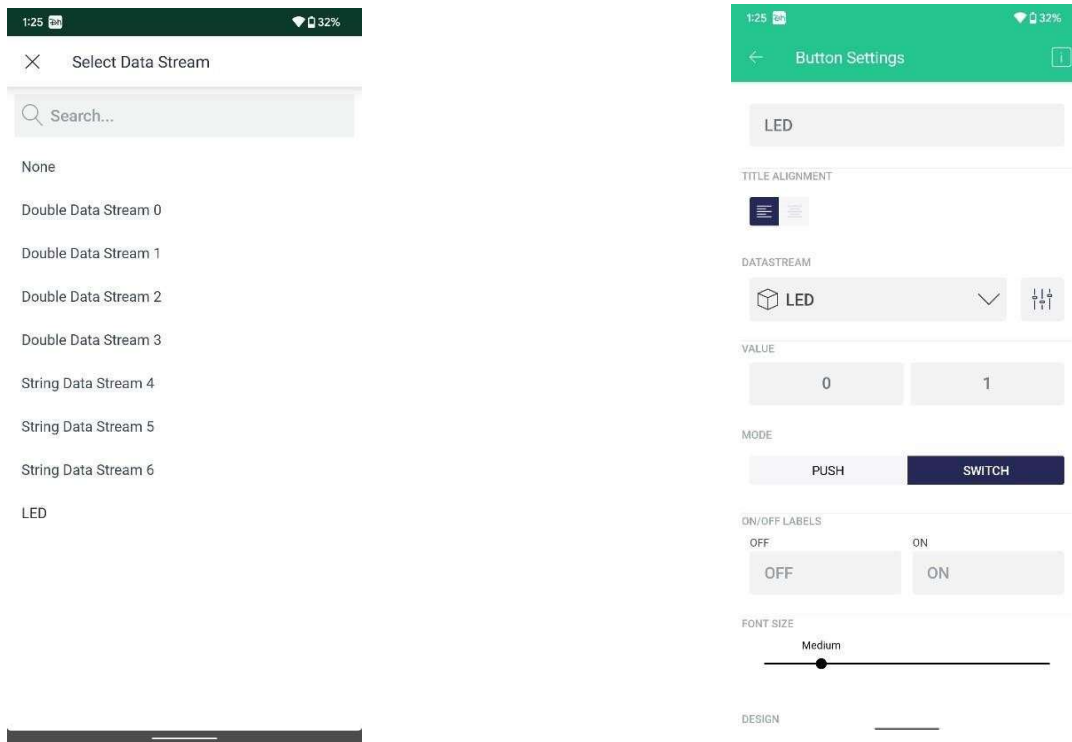 1:25 32%
Select Data Stream
Search...
None
Double Data Stream 0
Double Data Stream 1
Double Data Stream 2
Double Data Stream 3
String Data Stream 4
String Data Stream 5
String Data Stream 6
LED
1:25 32%
Button Settings
LED
TITLE ALIGNMENT
DATASTREAM
LED
VALUE
0 1
MODE
PUSH SWITCH
ON/OFF LABELS
OFF ON
OFF ON
FONT SIZE
Medium
DESIGN